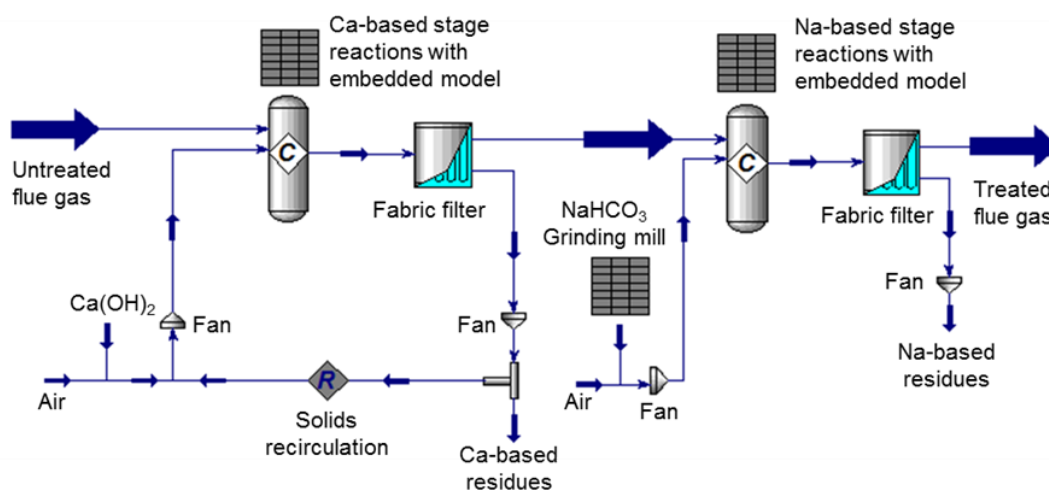 Ca-based stage
reactions with
embedded model
Na-based stage
reactions with
embedded model
C
C
Untreated
flue gas
Fabric filter
NaHCO₃
Grinding mill
Fabric filter
Treated
flue gas
Ca(OH)₂
Fan
Fan
Fan
Na-based
residues
Air
R
Solids
recirculation
Air
Fan
Ca-based
residues